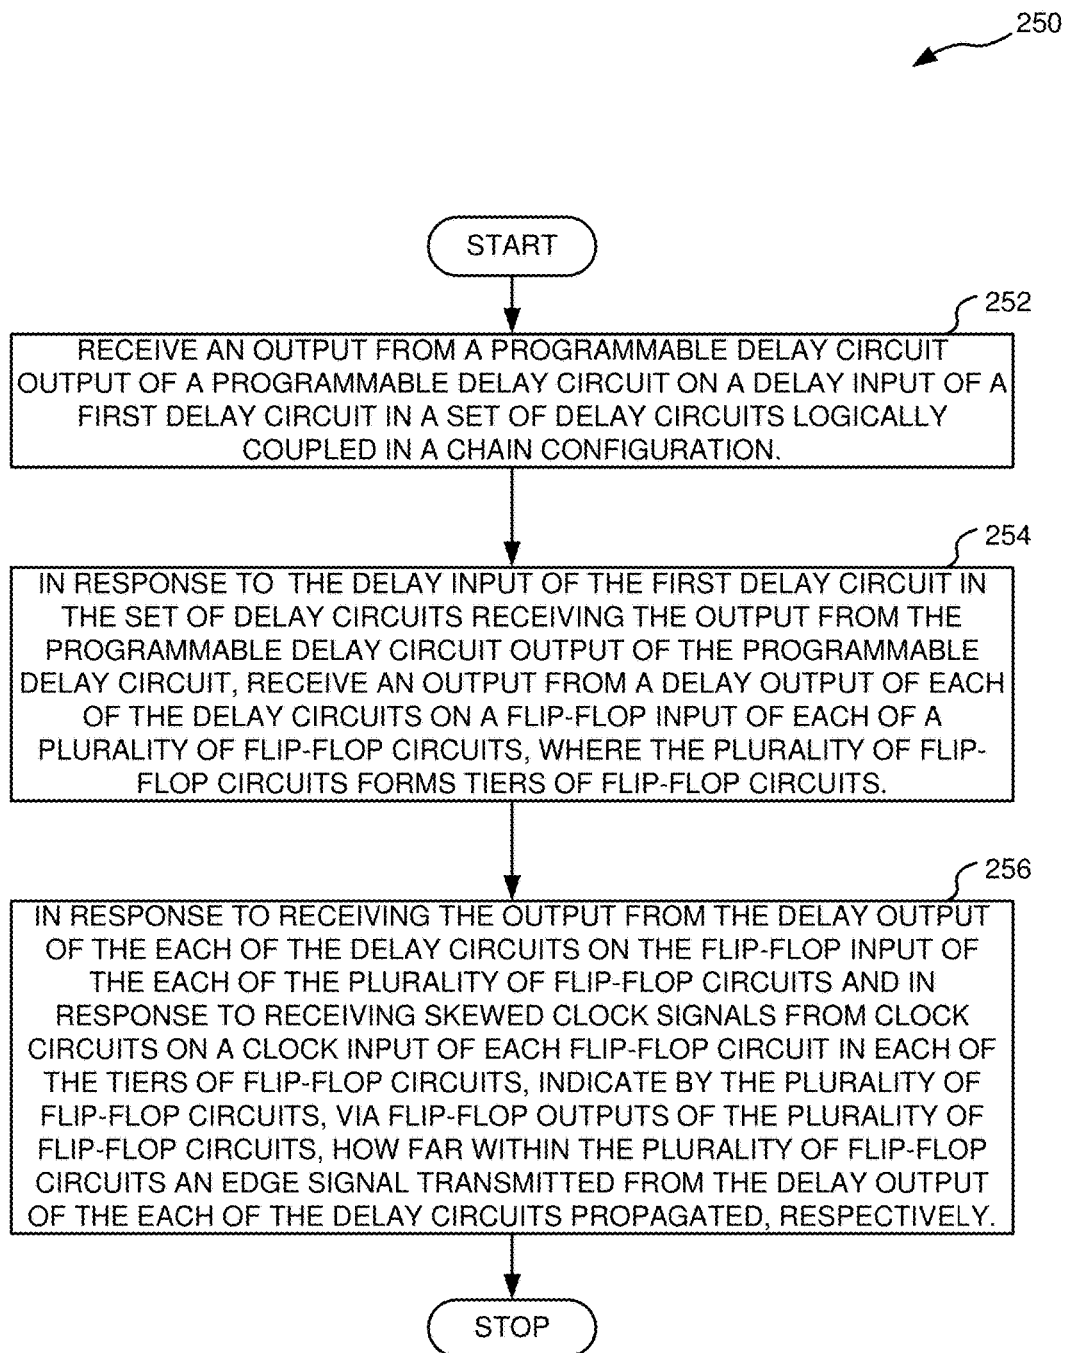 250
START
252
RECEIVE AN OUTPUT FROM A PROGRAMMABLE DELAY CIRCUIT
OUTPUT OF A PROGRAMMABLE DELAY CIRCUIT ON A DELAY INPUT OF A
FIRST DELAY CIRCUIT IN A SET OF DELAY CIRCUITS LOGICALLY
COUPLED IN A CHAIN CONFIGURATION.
254
IN RESPONSE TO THE DELAY INPUT OF THE FIRST DELAY CIRCUIT IN
THE SET OF DELAY CIRCUITS RECEIVING THE OUTPUT FROM THE
PROGRAMMABLE DELAY CIRCUIT OUTPUT OF THE PROGRAMMABLE
DELAY CIRCUIT, RECEIVE AN OUTPUT FROM A DELAY OUTPUT OF EACH
OF THE DELAY CIRCUITS ON A FLIP-FLOP INPUT OF EACH OF A
PLURALITY OF FLIP-FLOP CIRCUITS, WHERE THE PLURALITY OF FLIP-
FLOP CIRCUITS FORMS TIERS OF FLIP-FLOP CIRCUITS.
256
IN RESPONSE TO RECEIVING THE OUTPUT FROM THE DELAY OUTPUT
OF THE EACH OF THE DELAY CIRCUITS ON THE FLIP-FLOP INPUT OF
THE EACH OF THE PLURALITY OF FLIP-FLOP CIRCUITS AND IN
RESPONSE TO RECEIVING SKEWED CLOCK SIGNALS FROM CLOCK
CIRCUITS ON A CLOCK INPUT OF EACH FLIP-FLOP CIRCUIT IN EACH OF
THE TIERS OF FLIP-FLOP CIRCUITS, INDICATE BY THE PLURALITY OF
FLIP-FLOP CIRCUITS, VIA FLIP-FLOP OUTPUTS OF THE PLURALITY OF
FLIP-FLOP CIRCUITS, HOW FAR WITHIN THE PLURALITY OF FLIP-FLOP
CIRCUITS AN EDGE SIGNAL TRANSMITTED FROM THE DELAY OUTPUT
OF THE EACH OF THE DELAY CIRCUITS PROPAGATED, RESPECTIVELY.
STOP